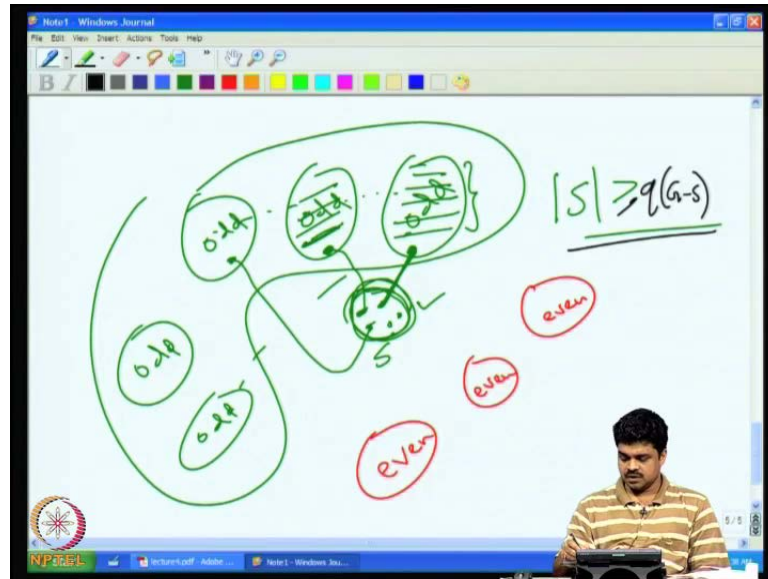 Note1 - Windows Journal
File Edit View Insert Actions Tools Help
B I
odd odd odd
|S| ≥ q(G-S)
S
odd
odd
even
even
even
5/5
NPTEL
lecture4.pdf - Adobe ...
Note1 - Windows Jou...